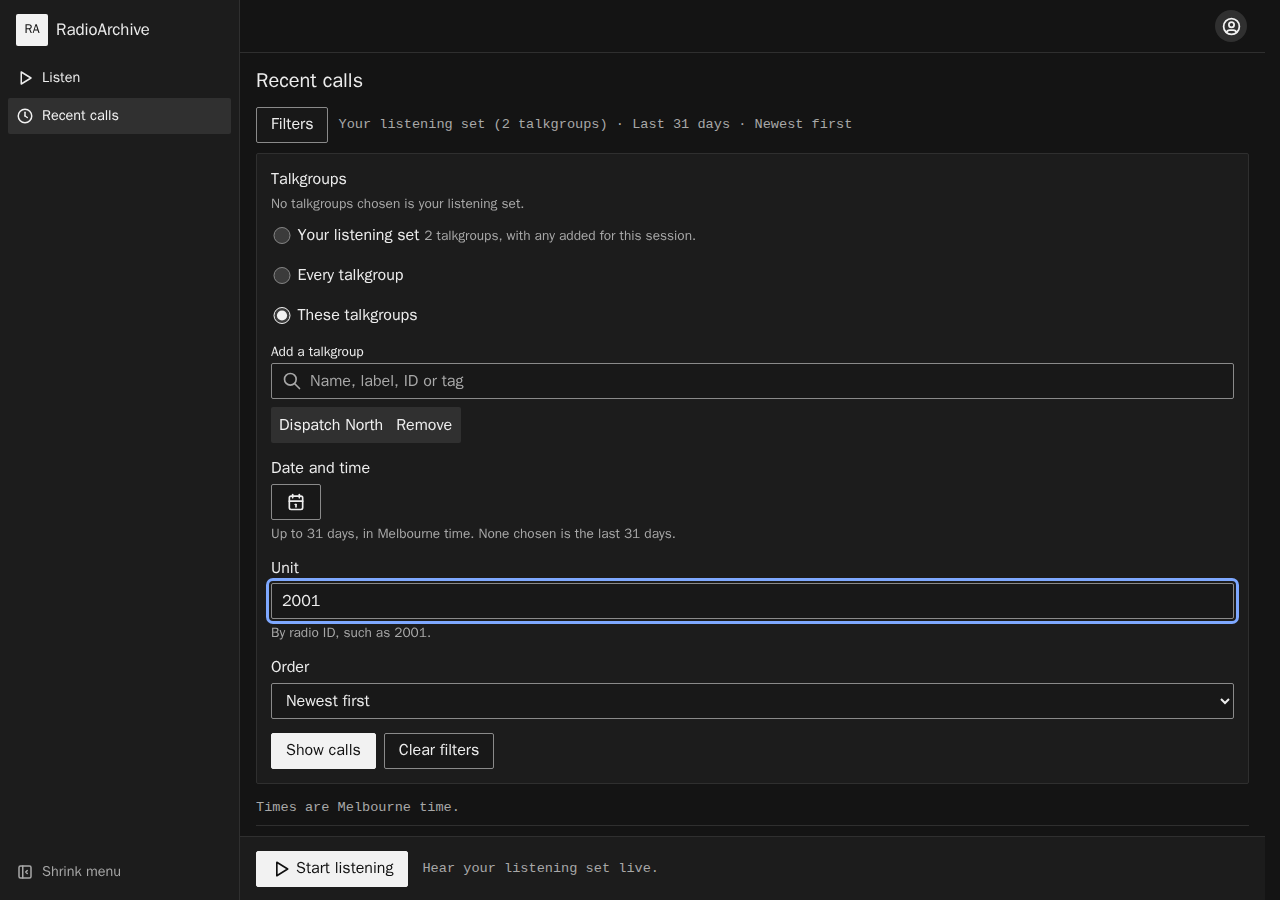 RA RadioArchive
Listen
Recent calls
Shrink menu
Recent calls
Filters Your listening set (2 talkgroups) · Last 31 days · Newest first
Talkgroups
No talkgroups chosen is your listening set.
Your listening set 2 talkgroups, with any added for this session.
Every talkgroup
These talkgroups
Add a talkgroup
Name, label, ID or tag
Dispatch North Remove
Date and time
Up to 31 days, in Melbourne time. None chosen is the last 31 days.
Unit
2001
By radio ID, such as 2001.
Order
Newest first
Show calls Clear filters
Times are Melbourne time.
Start listening Hear your listening set live.